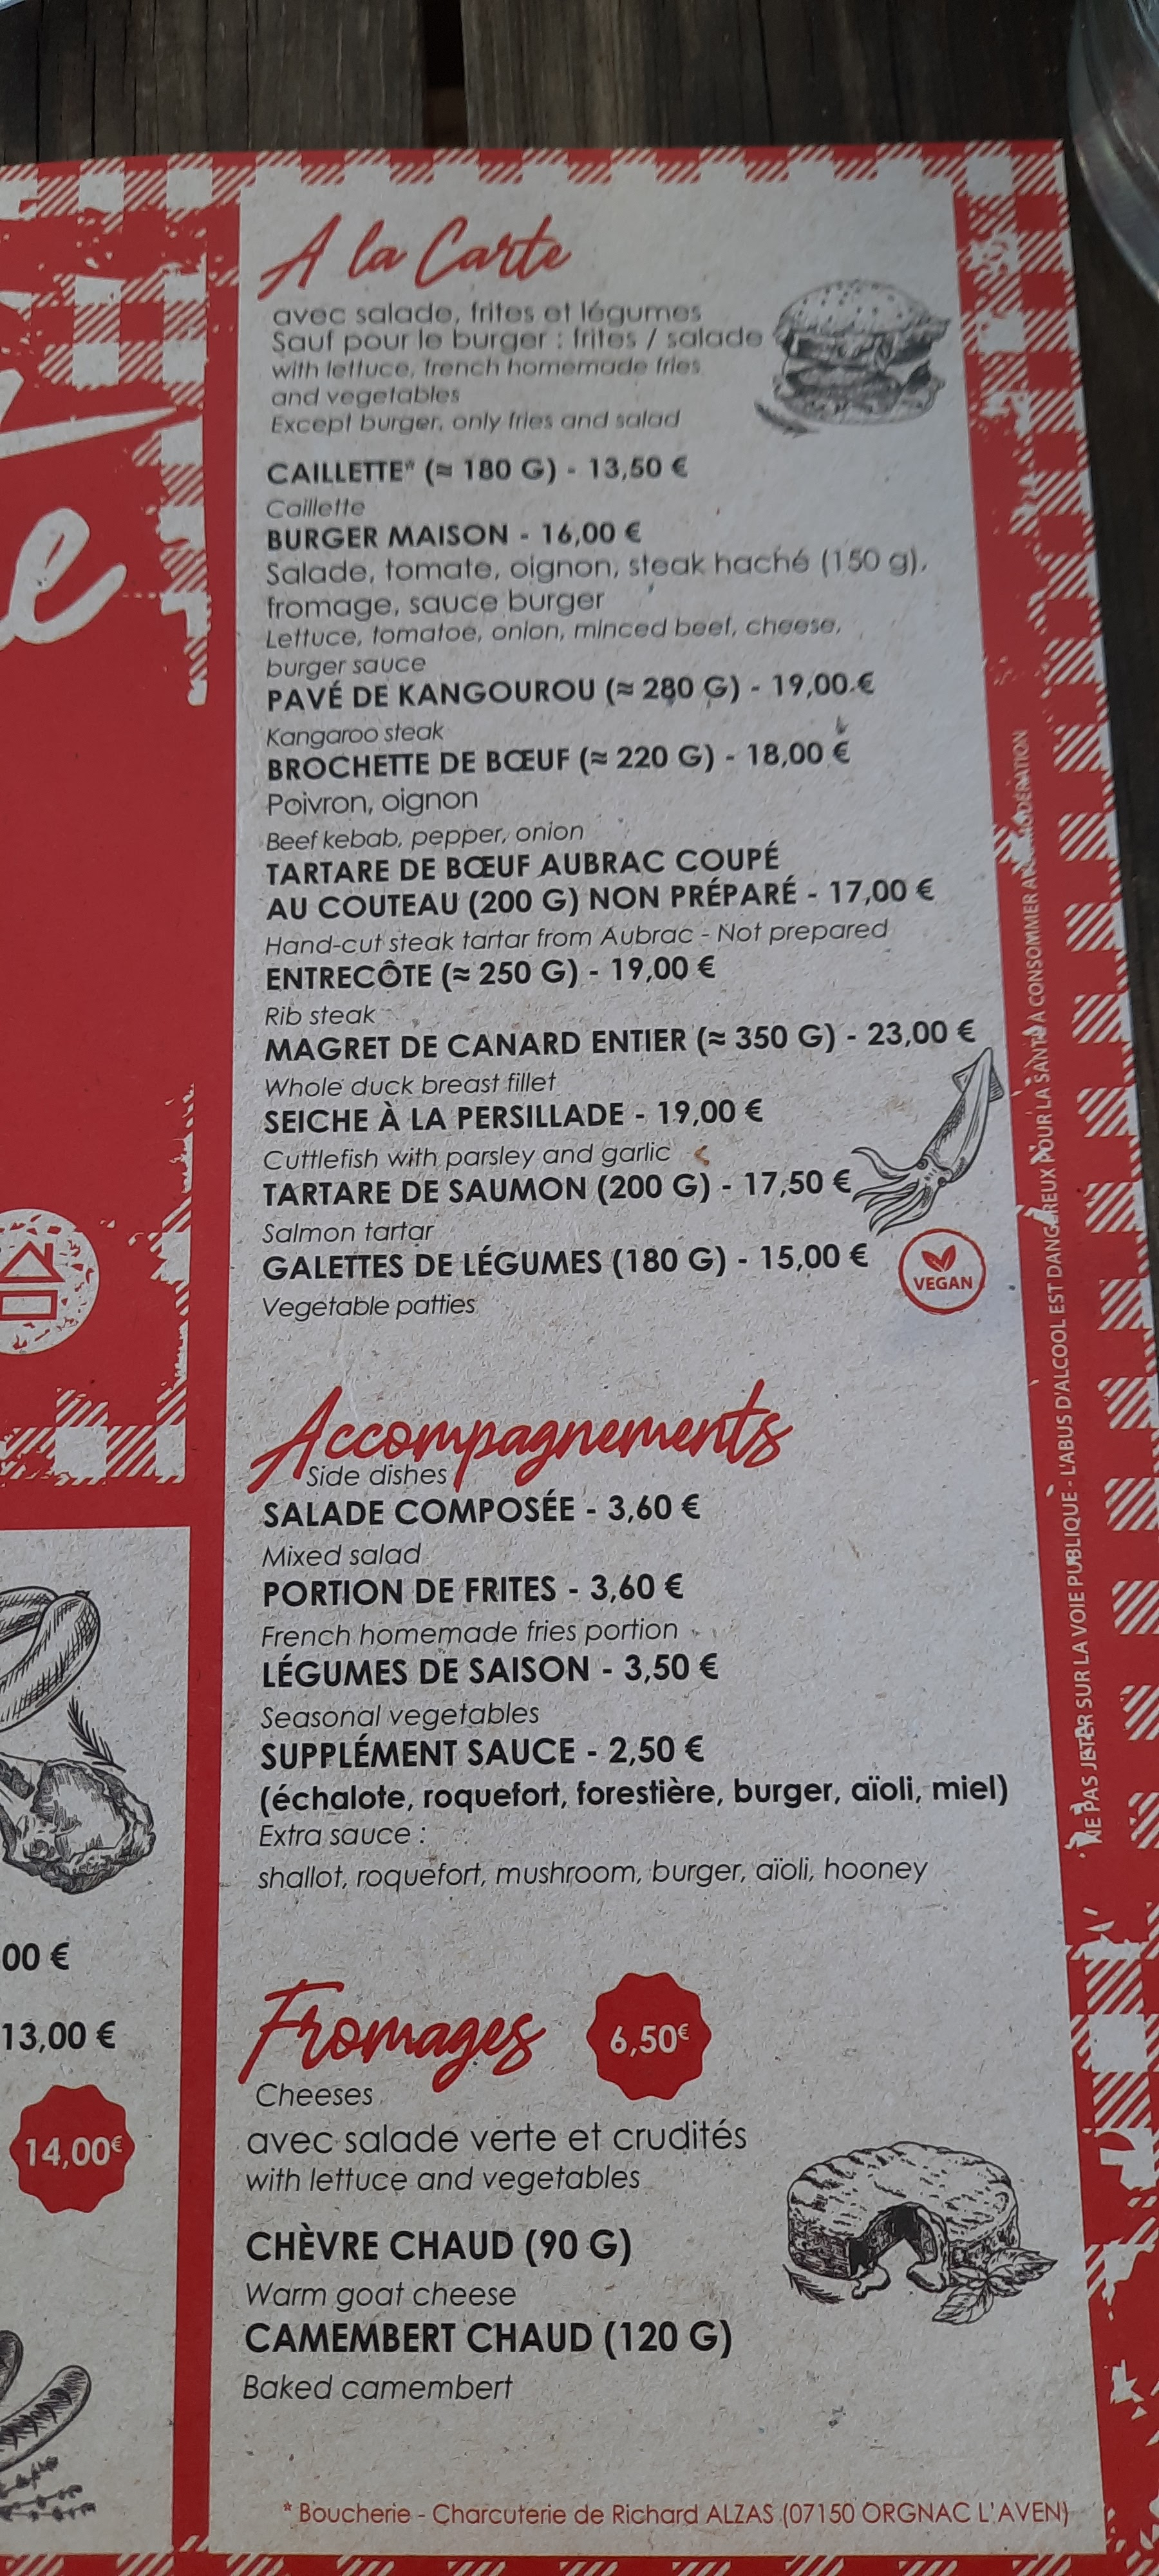 A la Carte
avec salade, frites et légumes
Sauf pour le burger : frites / salade
with lettuce, french homemade fries
and vegetables
Except burger, only fries and salad
CAILLETTE* (≈ 180 G) - 13,50 €
Caillette
BURGER MAISON - 16,00 €
Salade, tomate, oignon, steak haché (150 g),
fromage, sauce burger
Lettuce, tomatoe, onion, minced beef, cheese,
burger sauce
PAVÉ DE KANGOUROU (≈ 280 G) - 19,00 €
Kangaroo steak
BROCHETTE DE BŒUF (≈ 220 G) - 18,00 €
Poivron, oignon
Beef kebab, pepper, onion
TARTARE DE BŒUF AUBRAC COUPÉ
AU COUTEAU (200 G) NON PRÉPARÉ - 17,00 €
Hand-cut steak tartar from Aubrac - Not prepared
ENTRECÔTE (≈ 250 G) - 19,00 €
Rib steak
MAGRET DE CANARD ENTIER (≈ 350 G) - 23,00 €
Whole duck breast fillet
SEICHE À LA PERSILLADE - 19,00 €
Cuttlefish with parsley and garlic
TARTARE DE SAUMON (200 G) - 17,50 €
Salmon tartar
GALETTES DE LÉGUMES (180 G) - 15,00 €
VEGAN
Vegetable patties
Accompagnements
Side dishes
SALADE COMPOSÉE - 3,60 €
Mixed salad
PORTION DE FRITES - 3,60 €
French homemade fries portion
LÉGUMES DE SAISON - 3,50 €
Seasonal vegetables
SUPPLÉMENT SAUCE - 2,50 €
(échalote, roquefort, forestière, burger, aïoli, miel)
Extra sauce :
shallot, roquefort, mushroom, burger, aïoli, hooney
Fromages
6,50€
Cheeses
avec salade verte et crudités
with lettuce and vegetables
CHÈVRE CHAUD (90 G)
Warm goat cheese
CAMEMBERT CHAUD (120 G)
Baked camembert
* Boucherie - Charcuterie de Richard ALZAS (07150 ORGNAC L'AVEN)
NE PAS JETER SUR LA VOIE PUBLIQUE - L'ABUS D'ALCOOL EST DANGEREUX POUR LA SANTÉ A CONSOMMER AVEC MODÉRATION
e
00 €
13,00 €
14,00€